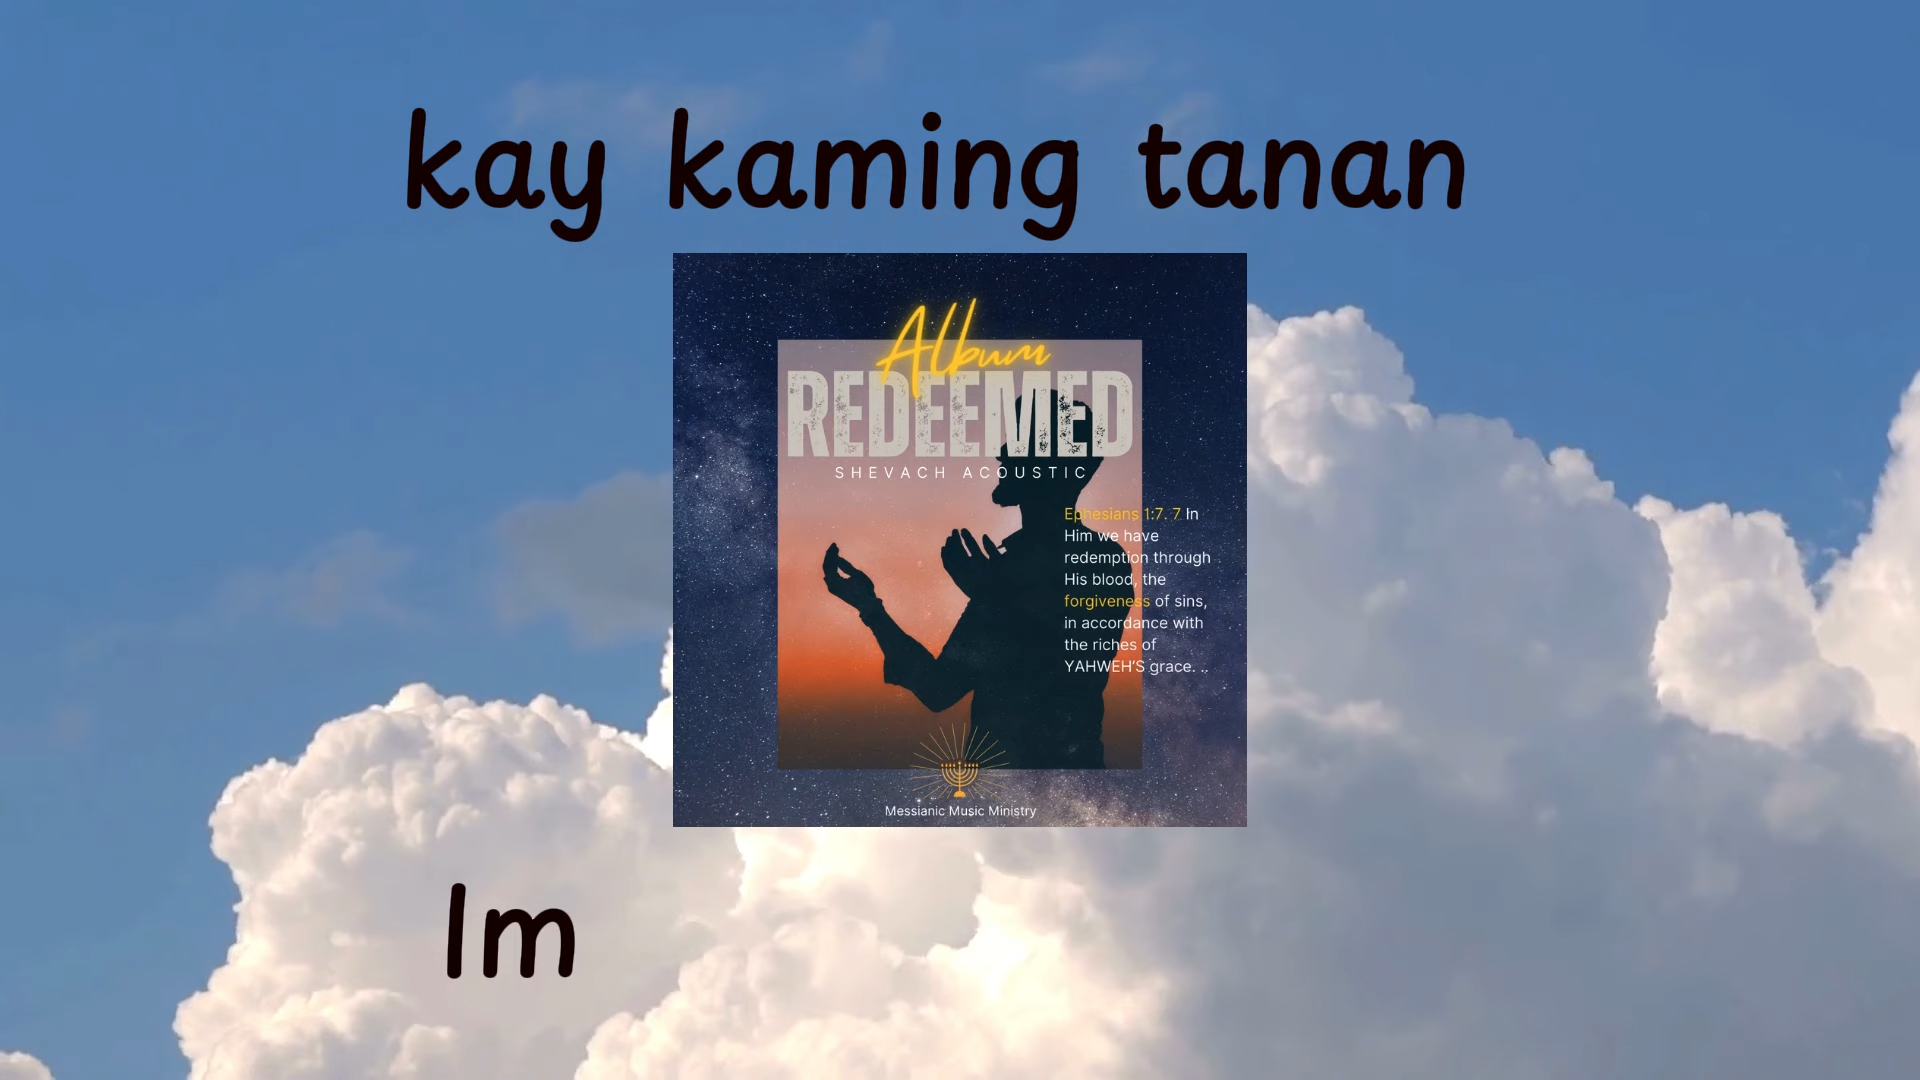 kay kaming tanan
Album
REDEEMED
SHEVACH ACOUSTIC
Ephesians 1:7. 7 In
Him we have
redemption through
His blood, the
forgiveness of sins,
in accordance with
the riches of
YAHWEH'S grace. ..
Messianic Music Ministry
Im